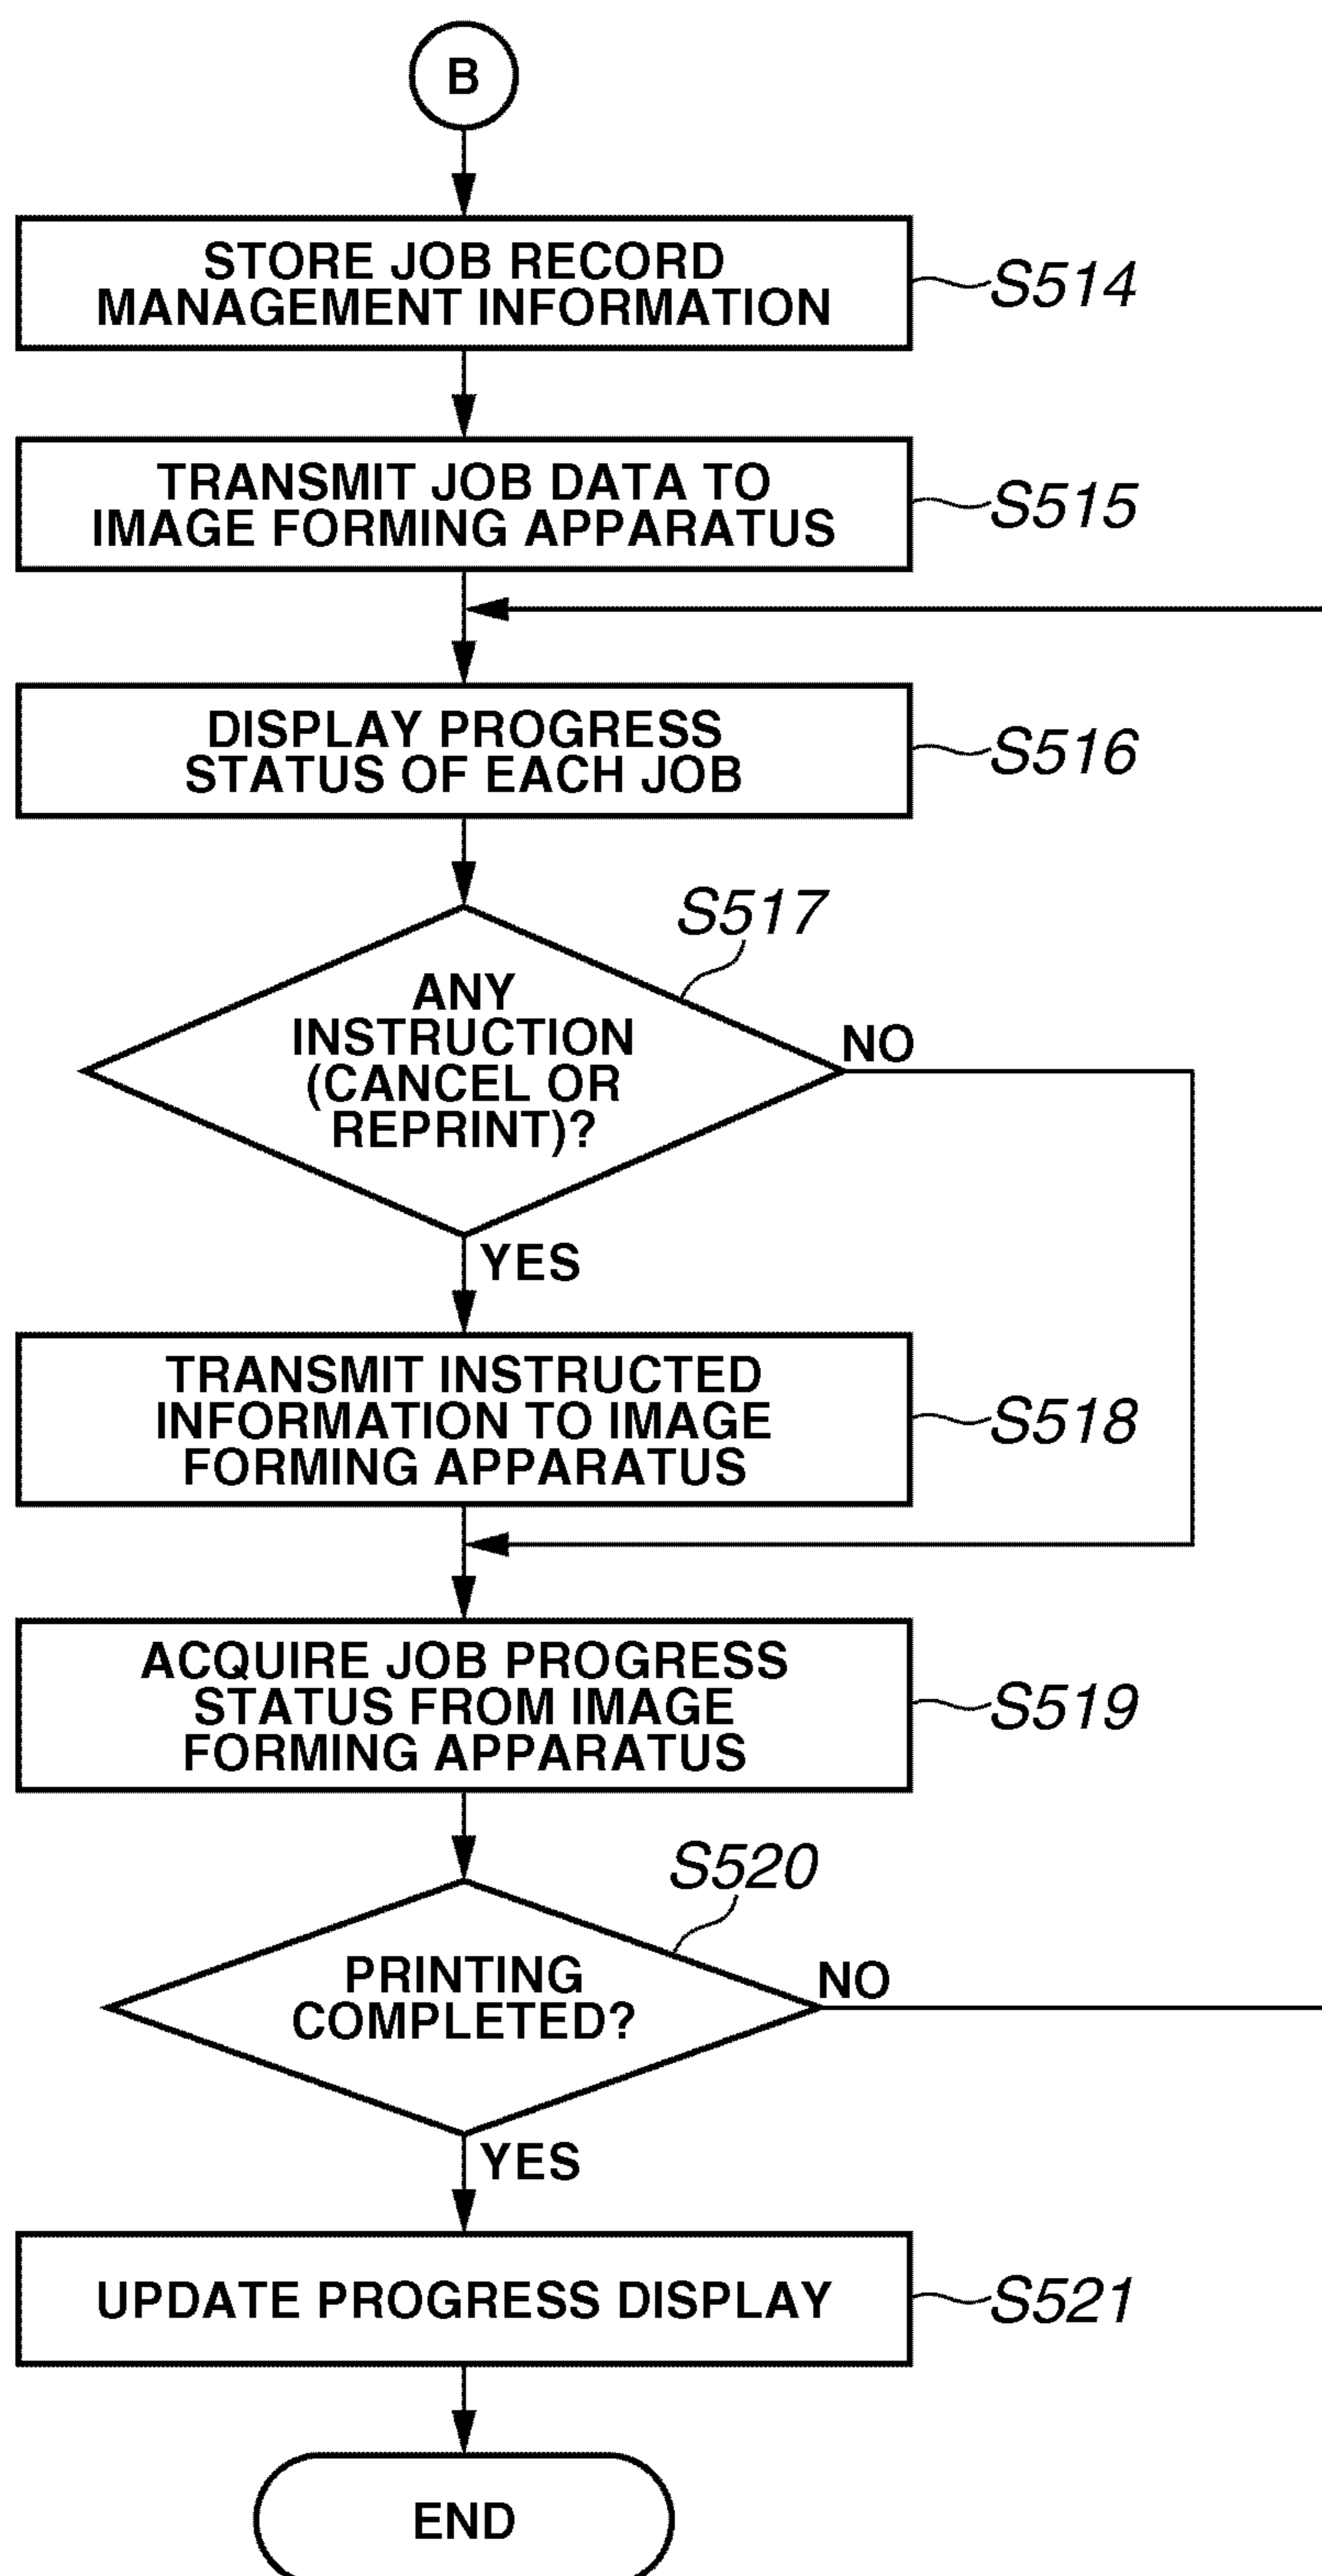 B
STORE JOB RECORD
MANAGEMENT INFORMATION
S514
TRANSMIT JOB DATA TO
IMAGE FORMING APPARATUS
S515
DISPLAY PROGRESS
STATUS OF EACH JOB
S516
S517
ANY
INSTRUCTION
(CANCEL OR
REPRINT)?
NO
YES
TRANSMIT INSTRUCTED
INFORMATION TO IMAGE
FORMING APPARATUS
S518
ACQUIRE JOB PROGRESS
STATUS FROM IMAGE
FORMING APPARATUS
S519
S520
PRINTING
COMPLETED?
NO
YES
UPDATE PROGRESS DISPLAY
S521
END